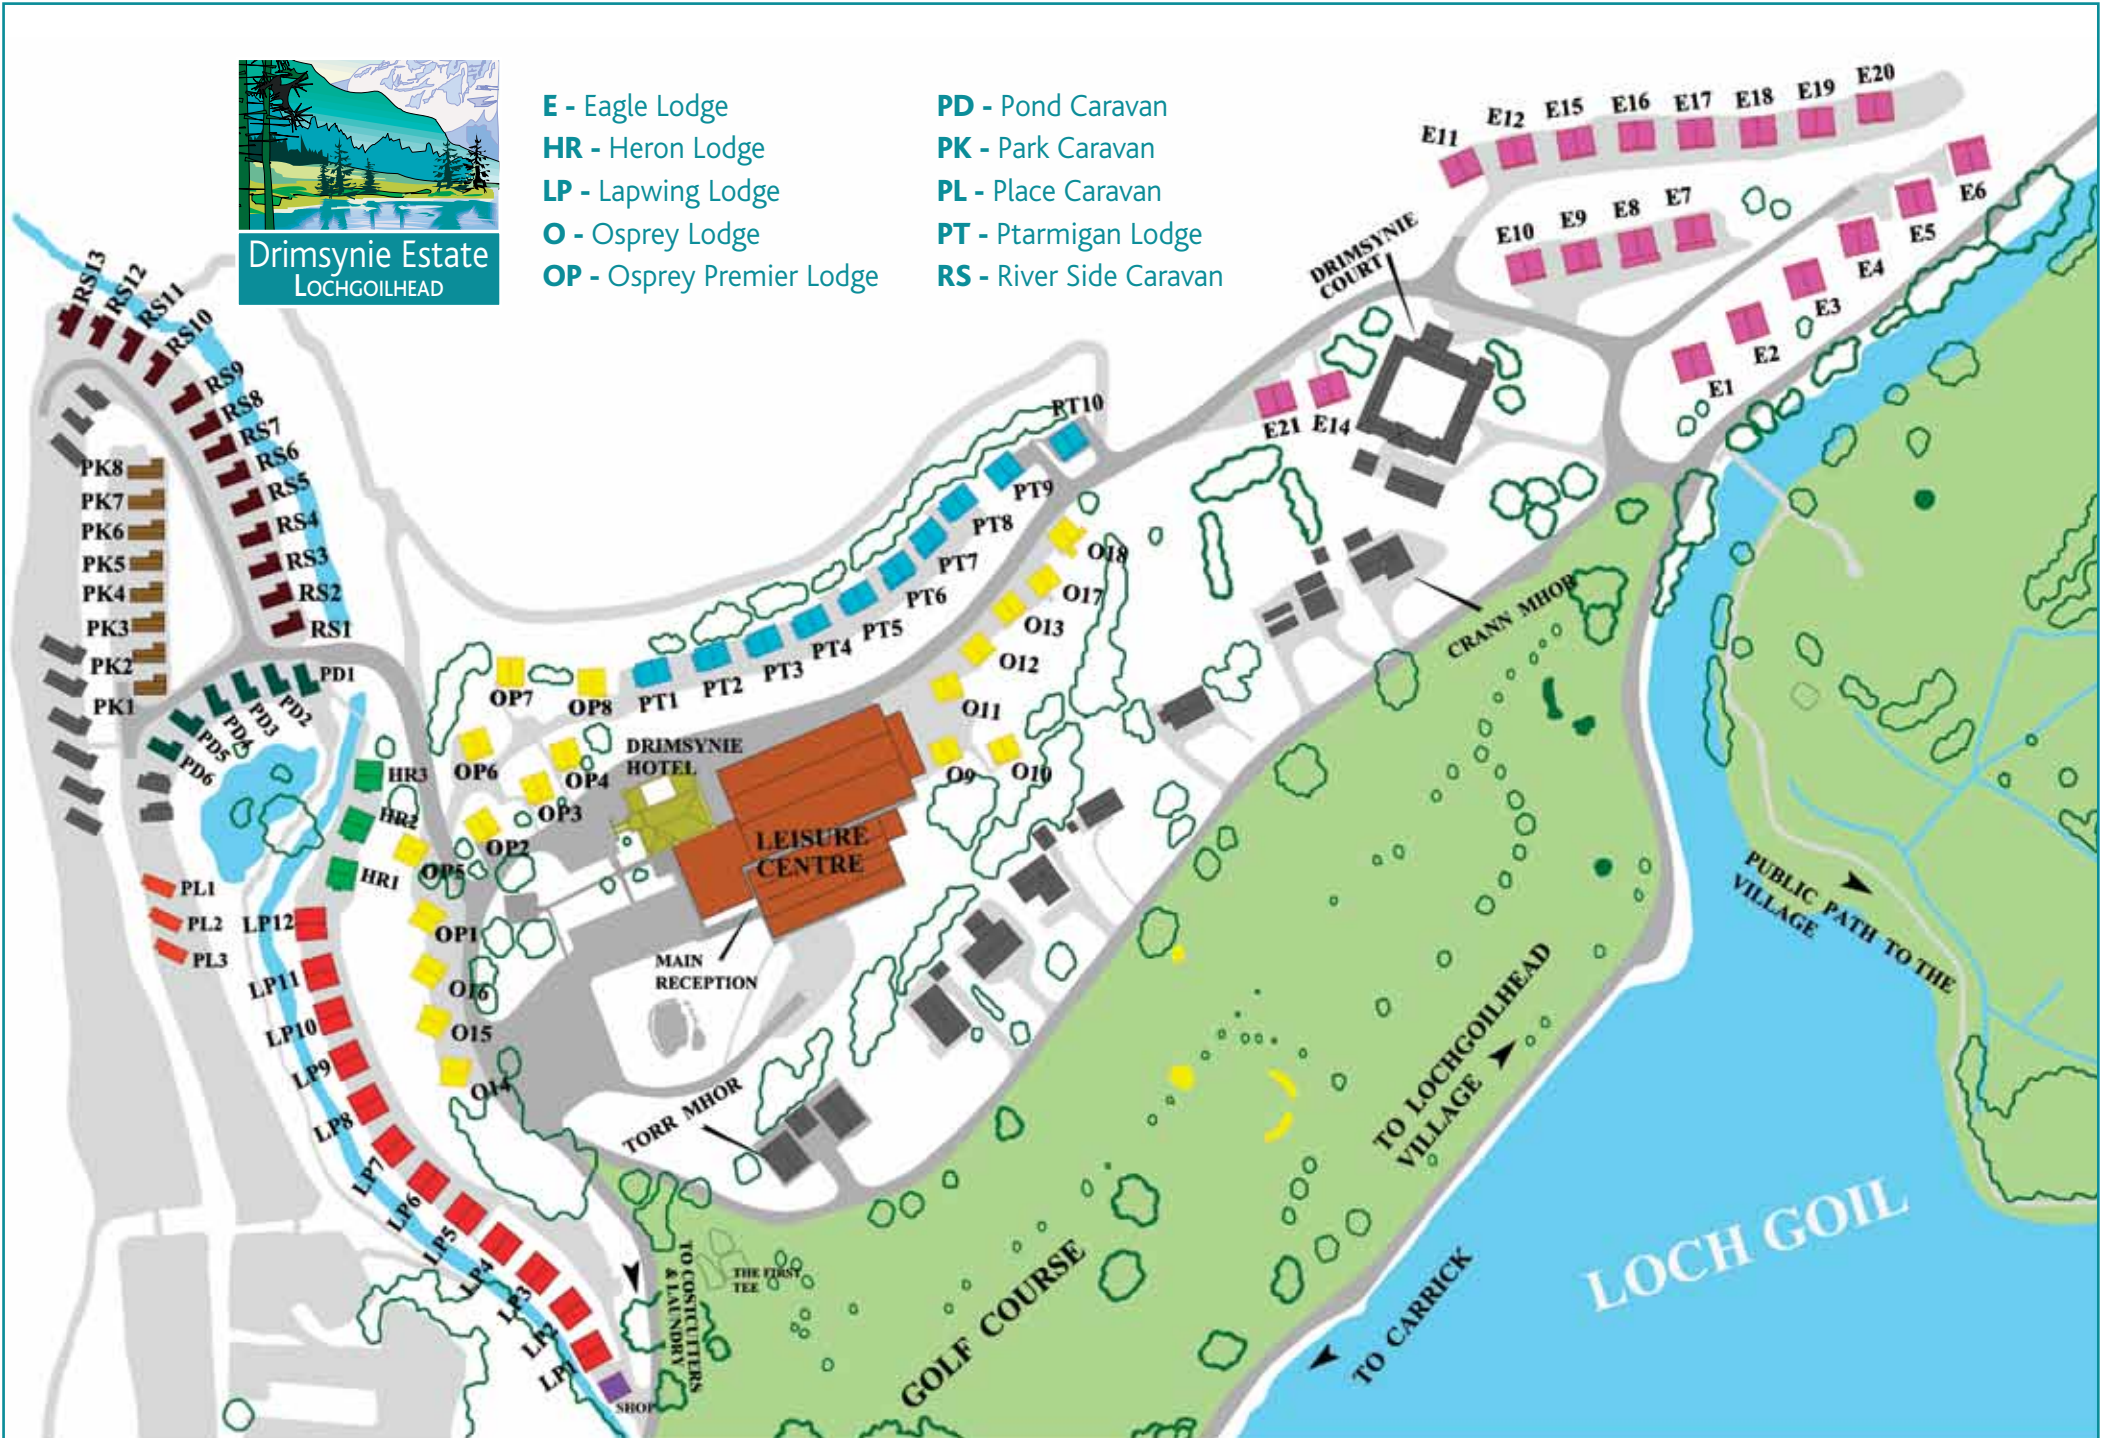 Drimsynie Estate
LOCHGOILHEAD
E - Eagle Lodge
HR - Heron Lodge
LP - Lapwing Lodge
O - Osprey Lodge
OP - Osprey Premier Lodge
PD - Pond Caravan
PK - Park Caravan
PL - Place Caravan
PT - Ptarmigan Lodge
RS - River Side Caravan
E11
E12
E15
E16
E17
E18
E19
E20
E10
E9
E8
E7
E6
E5
E4
E3
E2
E1
DRIMSYNIE
COURT
E21
E14
RS13
RS12
RS11
RS10
RS9
RS8
RS7
RS6
RS5
RS4
RS3
RS2
RS1
PK8
PK7
PK6
PK5
PK4
PK3
PK2
PK1
PD1
PD2
PD3
PD4
PD5
PD6
PT10
PT9
PT8
PT7
PT6
PT5
PT4
PT3
PT2
PT1
O18
O17
O13
O12
O11
O10
O9
OP7
OP8
OP6
OP4
OP3
OP2
OP5
OP1
O16
O15
O14
HR3
HR2
HR1
PL1
PL2
PL3
LP12
LP11
LP10
LP9
LP8
LP7
LP6
LP5
LP4
LP3
LP2
LP1
SHOP
DRIMSYNIE
HOTEL
LEISURE
CENTRE
MAIN
RECEPTION
CRANN MHOR
TORR MHOR
TO COSTCUTTERS
& LAUNDRY
THE FIRST
TEE
GOLF COURSE
TO LOCHGOILHEAD
VILLAGE
PUBLIC PATH TO THE
VILLAGE
TO CARRICK
LOCH GOIL